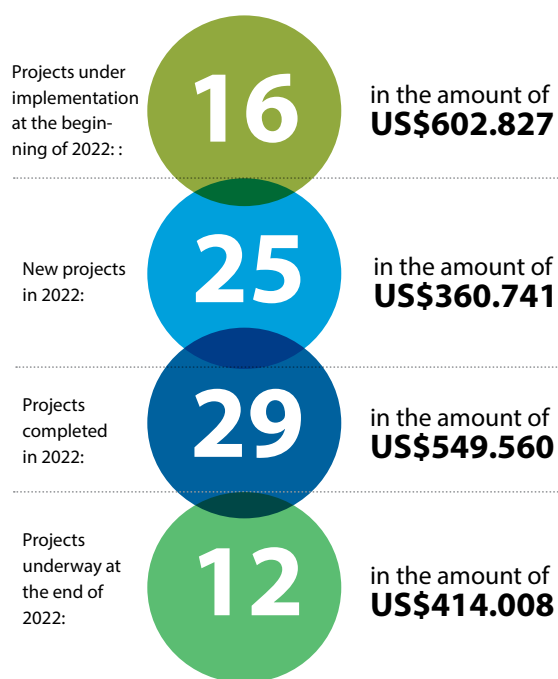 Projects under
implementation
at the begin-
ning of 2022: :
16
in the amount of
US$602.827
New projects
in 2022:
25
in the amount of
US$360.741
Projects
completed
in 2022:
29
in the amount of
US$549.560
Projects
underway at
the end of
2022:
12
in the amount of
US$414.008